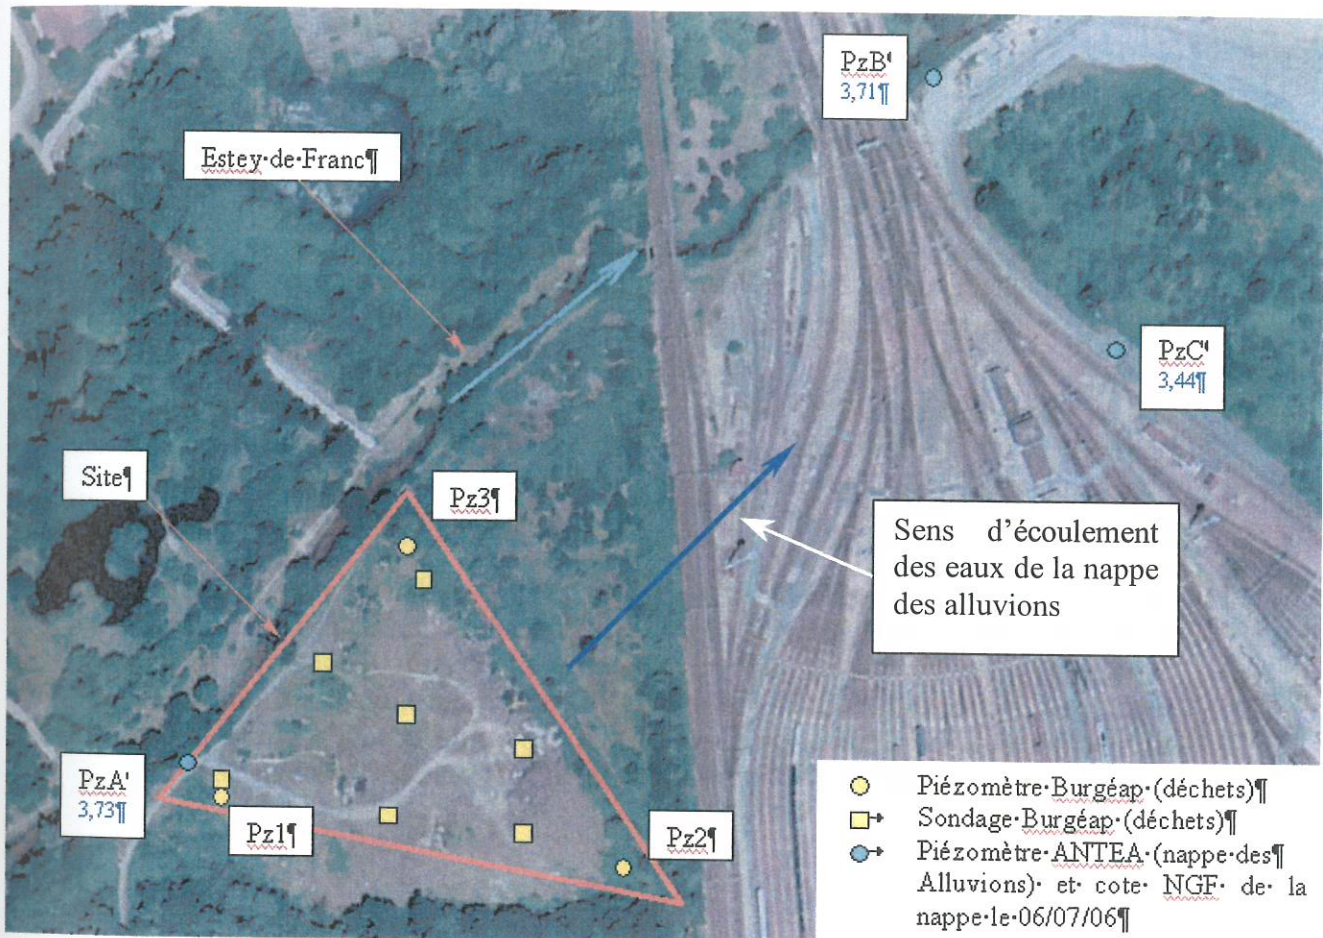 PzB'
3,71¶
Estey·de·Franc¶
PzC'
3,44¶
Site¶
Pz3¶
Sens d'écoulement
des eaux de la nappe
des alluvions
PzA'
3,73¶
Pz1¶
Pz2¶
Piézomètre·Burgéap·(déchets)¶
Sondage·Burgéap·(déchets)¶
Piézomètre·ANTEA·(nappe·des¶
Alluvions)· et· cote· NGF· de· la
nappe·le·06/07/06¶